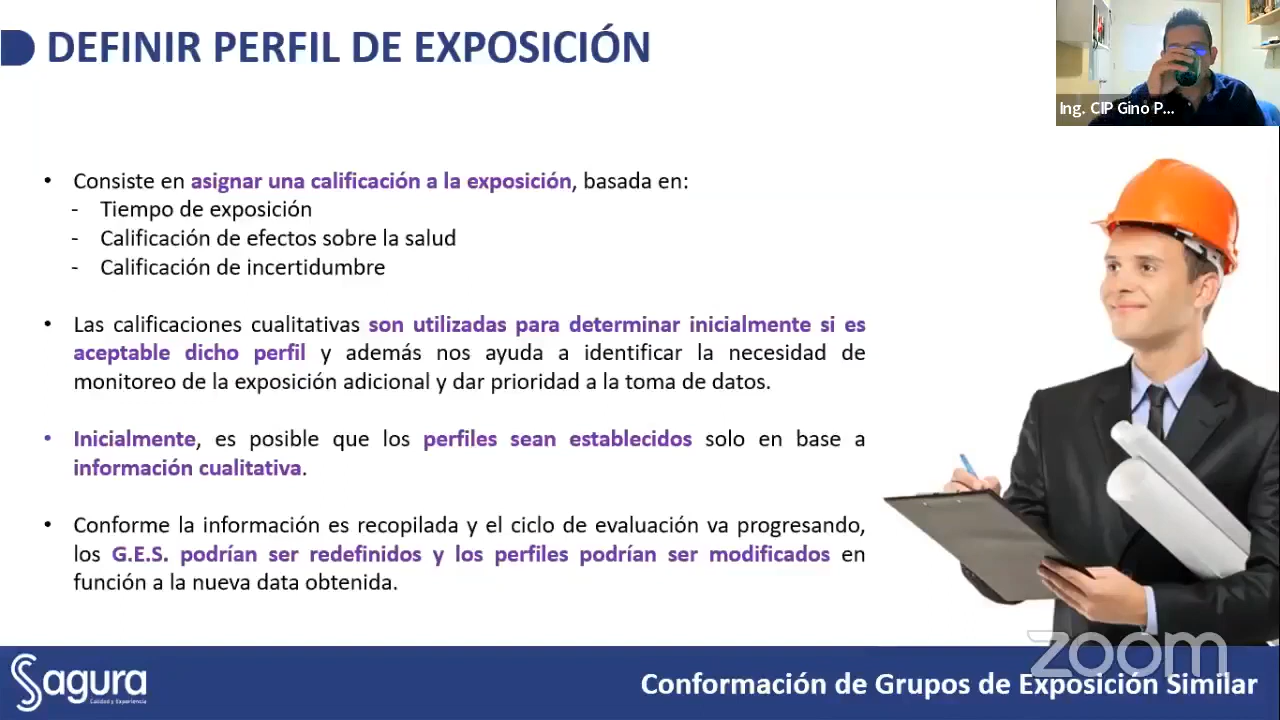 DEFINIR PERFIL DE EXPOSICIÓN
Ing. CIP Gino P...
• Consiste en asignar una calificación a la exposición, basada en:
- Tiempo de exposición
- Calificación de efectos sobre la salud
- Calificación de incertidumbre
• Las calificaciones cualitativas son utilizadas para determinar inicialmente si es
aceptable dicho perfil y además nos ayuda a identificar la necesidad de
monitoreo de la exposición adicional y dar prioridad a la toma de datos.
• Inicialmente, es posible que los perfiles sean establecidos solo en base a
información cualitativa.
• Conforme la información es recopilada y el ciclo de evaluación va progresando,
los G.E.S. podrían ser redefinidos y los perfiles podrían ser modificados en
función a la nueva data obtenida.
zoom
Sagura
Calidad y Experiencia
Conformación de Grupos de Exposición Similar